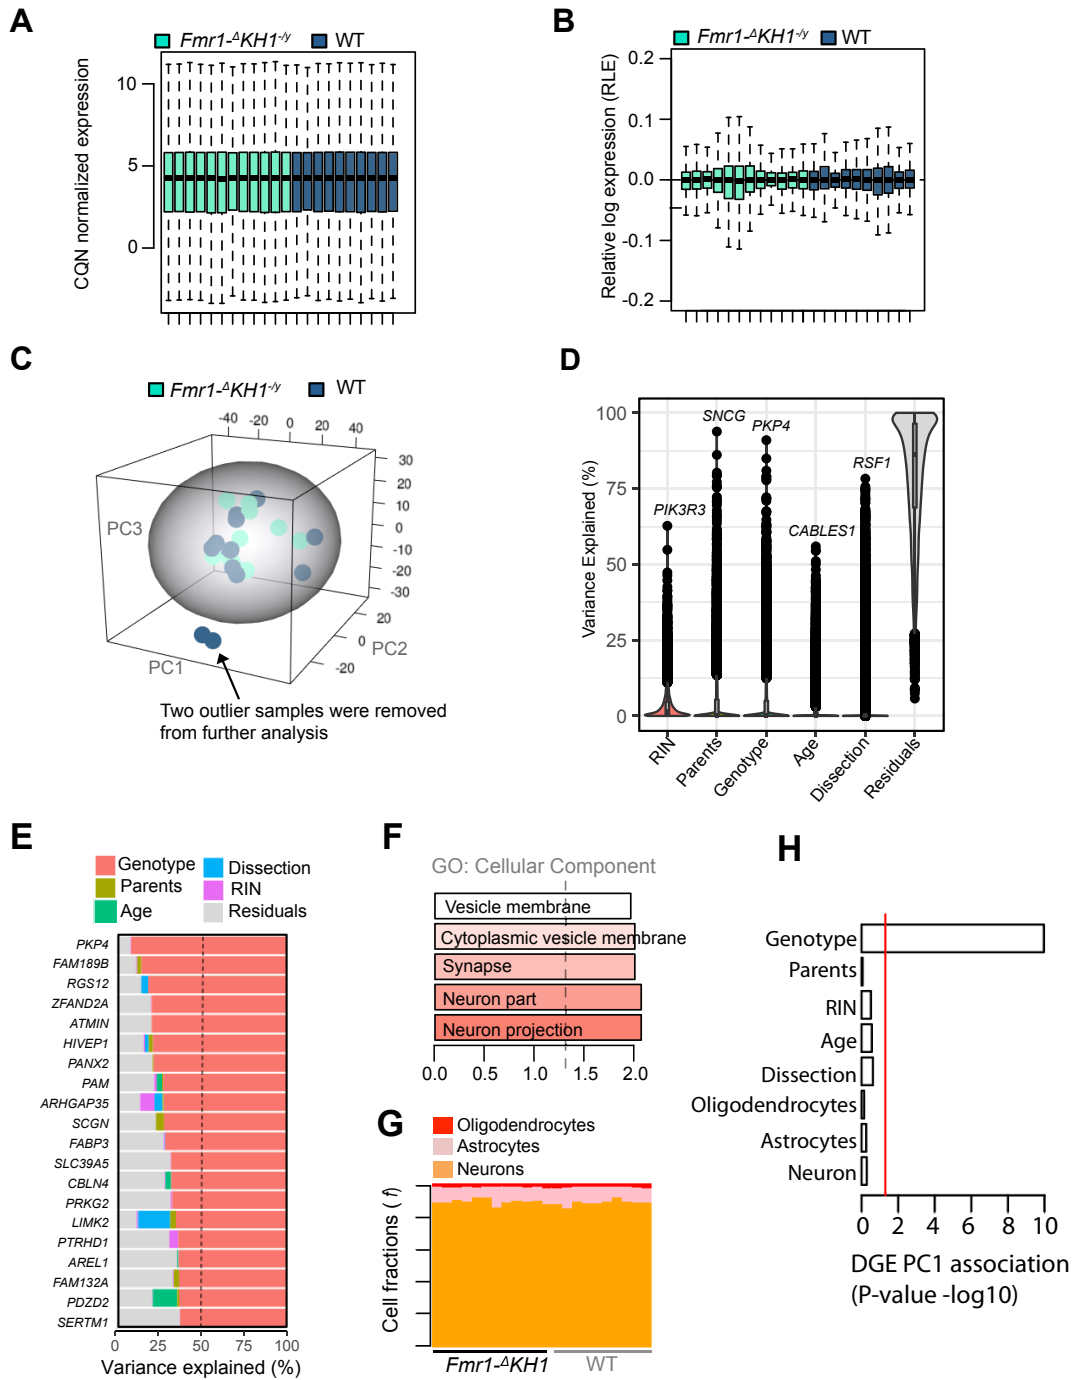 A
Fmr1-ΔKH1-/y WT
CQN normalized expression
10
5
0
B
Fmr1-ΔKH1-/y WT
Relative log expression (RLE)
0.2
0.1
0.0
-0.1
-0.2
C
Fmr1-ΔKH1-/y WT
-40 -20 0 20 40
30
20
10
0
-10
-20
-30
20
0
-20
PC3
PC1
PC2
Two outlier samples were removed
from further analysis
D
Variance Explained (%)
100
75
50
25
0
PIK3R3
SNCG
PKP4
CABLES1
RSF1
RIN
Parents
Genotype
Age
Dissection
Residuals
E
Genotype Dissection
Parents RIN
Age Residuals
PKP4
FAM189B
RGS12
ZFAND2A
ATMIN
HIVEP1
PANX2
PAM
ARHGAP35
SCGN
FABP3
SLC39A5
CBLN4
PRKG2
LIMK2
PTRHD1
AREL1
FAM132A
PDZD2
SERTM1
0 25 50 75 100
Variance explained (%)
F
GO: Cellular Component
Vesicle membrane
Cytoplasmic vesicle membrane
Synapse
Neuron part
Neuron projection
0.0 0.5 1.0 1.5 2.0
G
Oligodendrocytes
Astrocytes
Neurons
Cell fractions (f)
Fmr1-ΔKH1 WT
H
Genotype
Parents
RIN
Age
Dissection
Oligodendrocytes
Astrocytes
Neuron
0 2 4 6 8 10
DGE PC1 association
(P-value -log10)